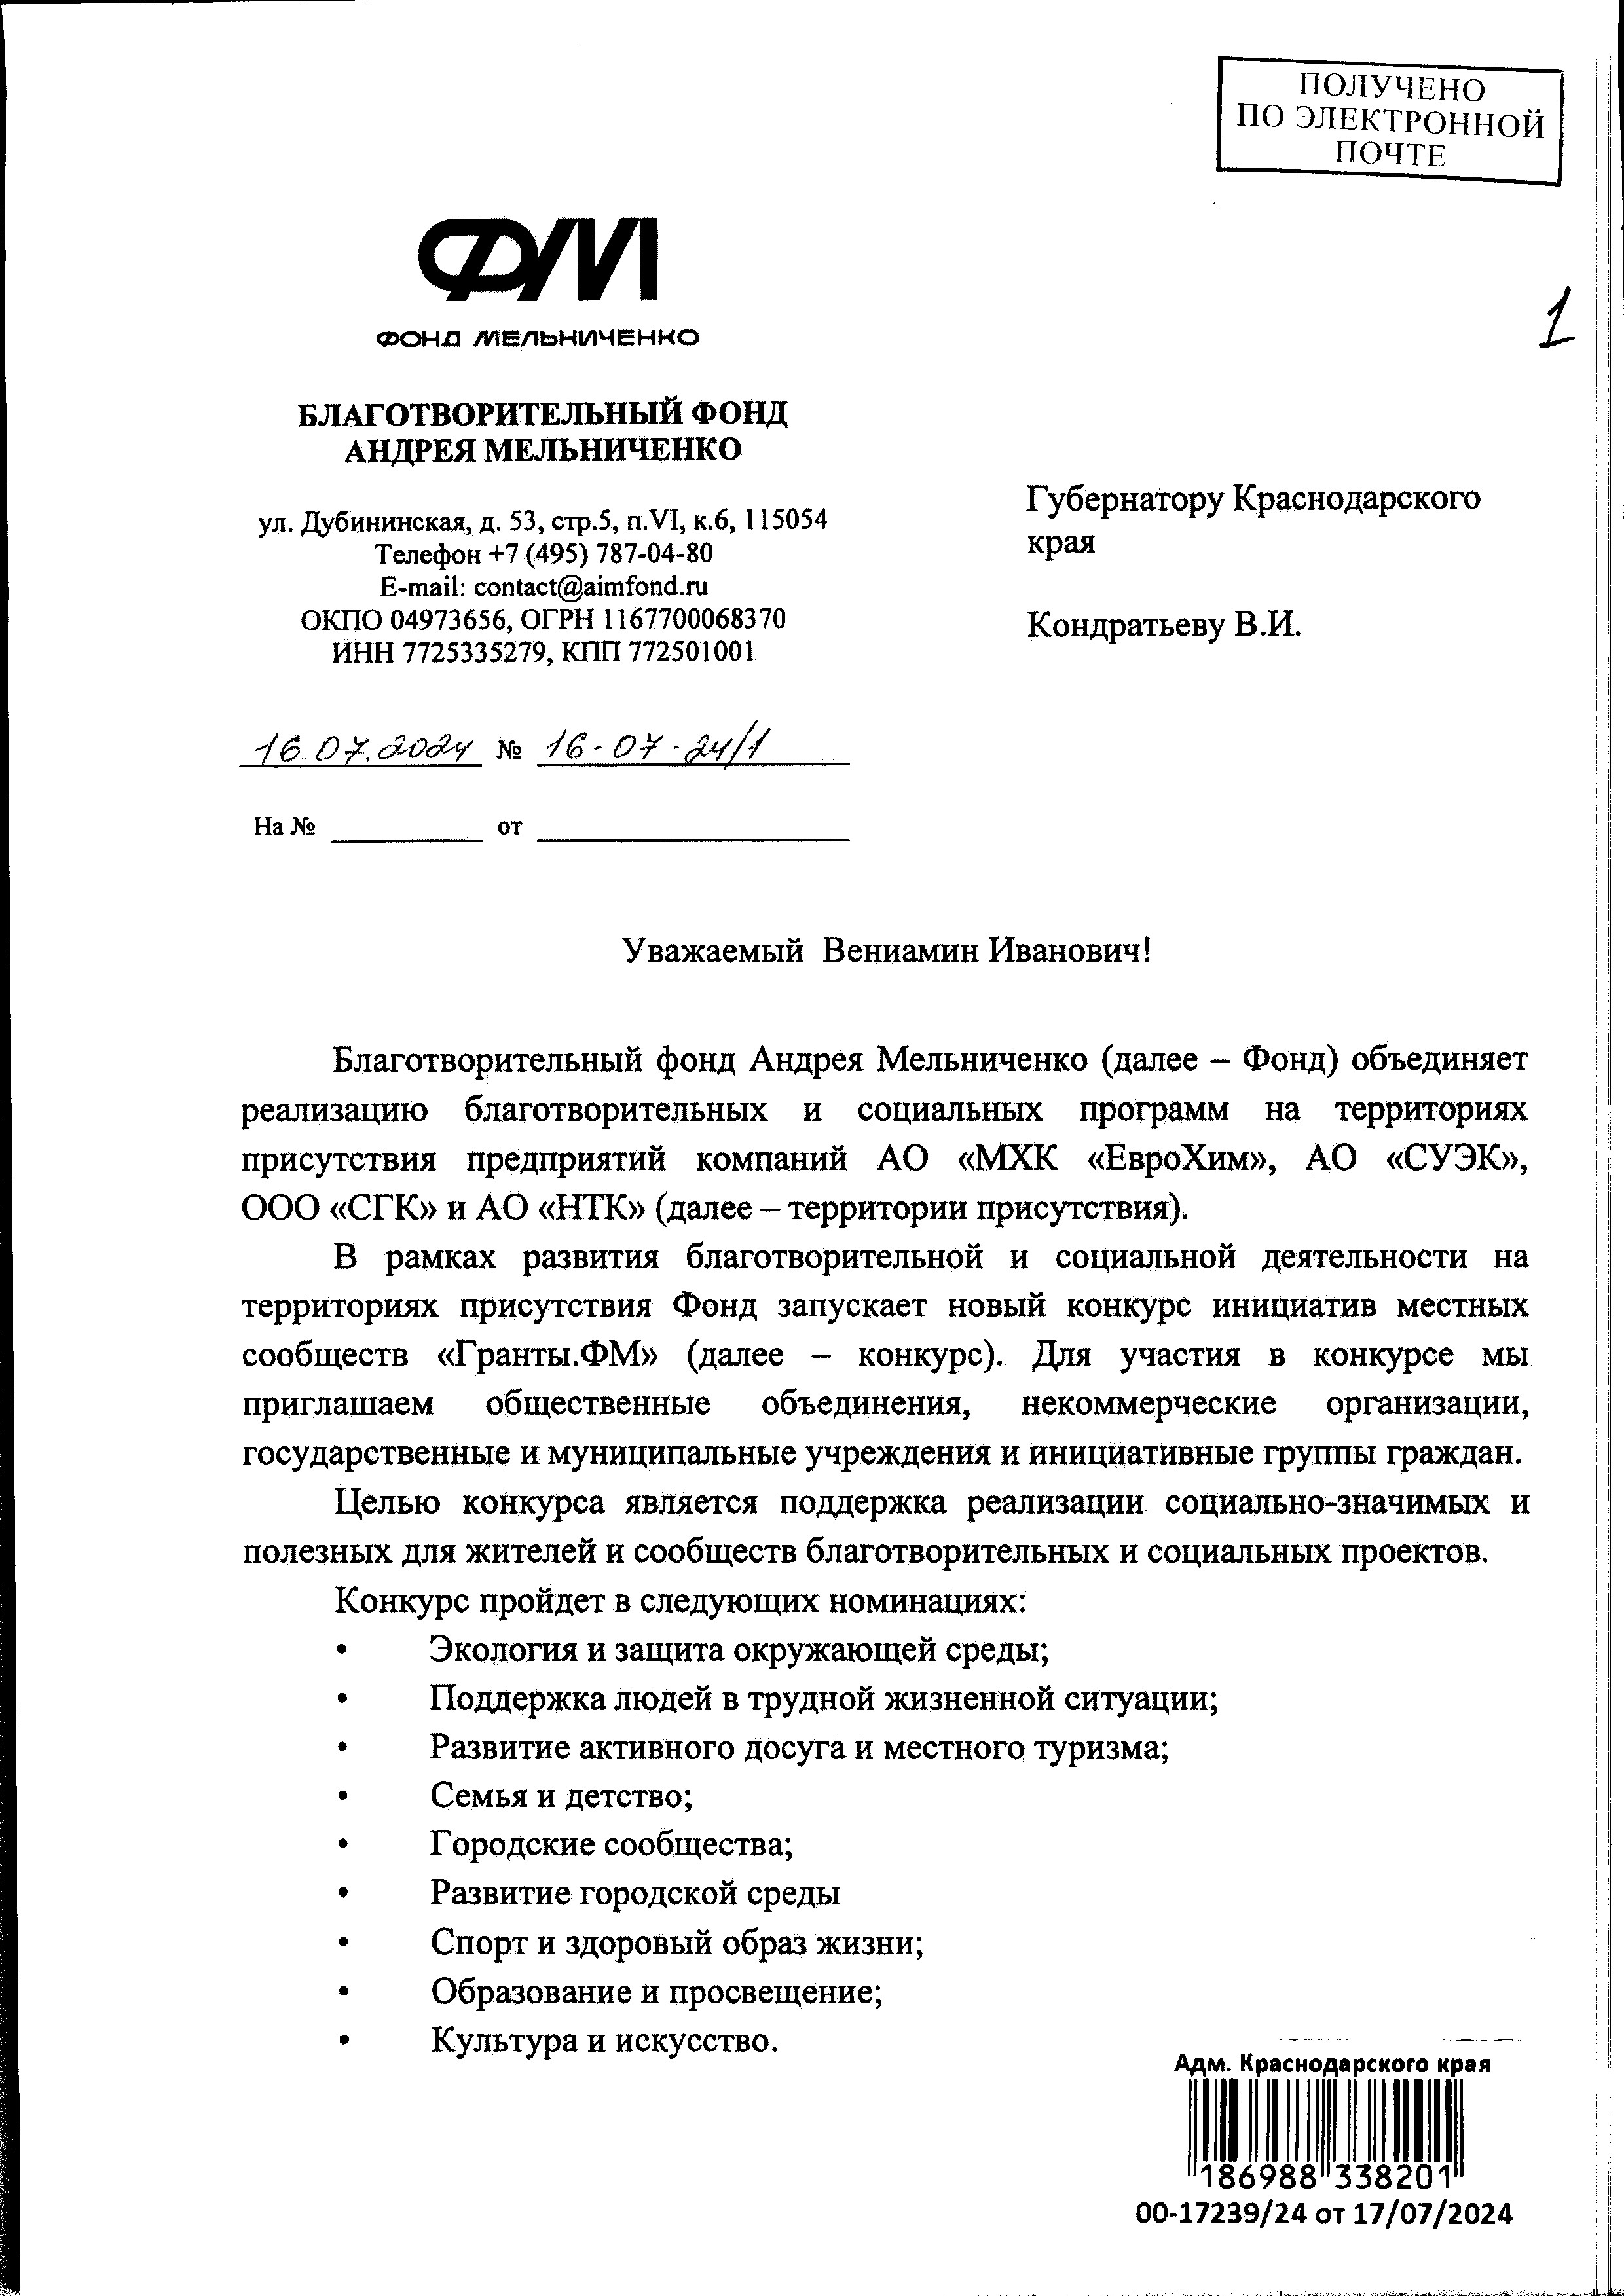 ПОЛУЧЕНО
ПО ЭЛЕКТРОННОЙ
ПОЧТЕ
ФМ
ФОНД МЕЛЬНИЧЕНКО
1
БЛАГОТВОРИТЕЛЬНЫЙ ФОНД
АНДРЕЯ МЕЛЬНИЧЕНКО
ул. Дубининская, д. 53, стр.5, п.VI, к.6, 115054
Телефон +7 (495) 787-04-80
E-mail: contact@aimfond.ru
ОКПО 04973656, ОГРН 1167700068370
ИНН 7725335279, КПП 772501001
Губернатору Краснодарского
края
Кондратьеву В.И.
16.07.2024 № 16-07-24/1
На № от
Уважаемый Вениамин Иванович!
Благотворительный фонд Андрея Мельниченко (далее – Фонд) объединяет
реализацию благотворительных и социальных программ на территориях
присутствия предприятий компаний АО «МХК «ЕвроХим», АО «СУЭК»,
ООО «СГК» и АО «НТК» (далее – территории присутствия).
В рамках развития благотворительной и социальной деятельности на
территориях присутствия Фонд запускает новый конкурс инициатив местных
сообществ «Гранты.ФМ» (далее – конкурс). Для участия в конкурсе мы
приглашаем общественные объединения, некоммерческие организации,
государственные и муниципальные учреждения и инициативные группы граждан.
Целью конкурса является поддержка реализации социально-значимых и
полезных для жителей и сообществ благотворительных и социальных проектов.
Конкурс пройдет в следующих номинациях:
• Экология и защита окружающей среды;
• Поддержка людей в трудной жизненной ситуации;
• Развитие активного досуга и местного туризма;
• Семья и детство;
• Городские сообщества;
• Развитие городской среды
• Спорт и здоровый образ жизни;
• Образование и просвещение;
• Культура и искусство.
Адм. Краснодарского края
186988 338201
00-17239/24 от 17/07/2024